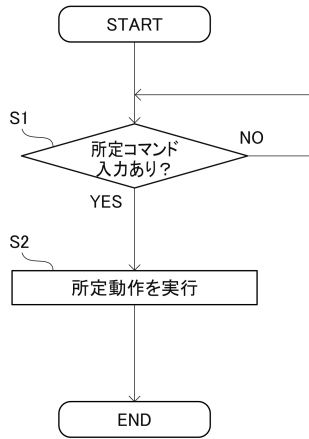 START
S1
所定コマンド
入力あり？
NO
YES
S2
所定動作を実行
END